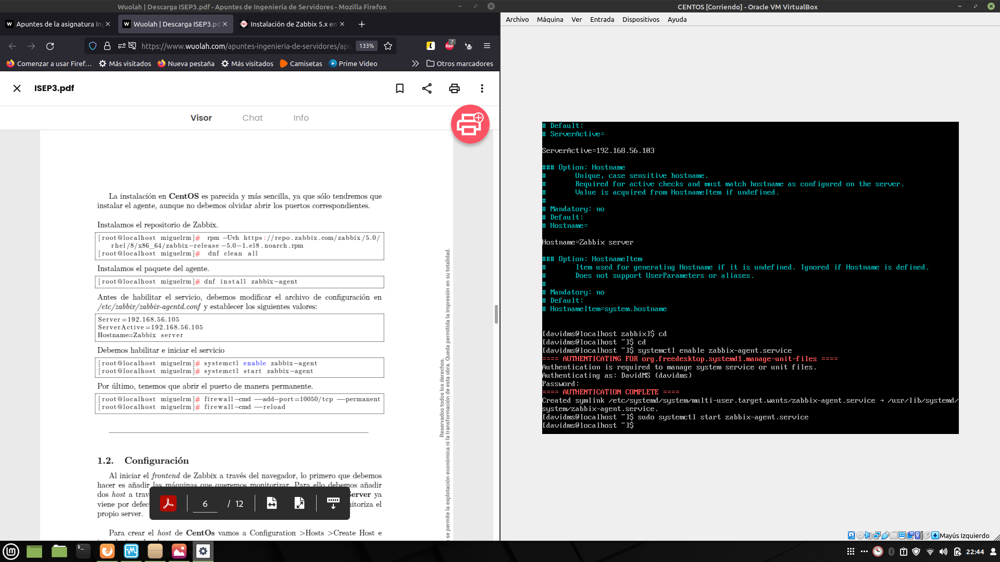 Wuolah | Descarga ISEP3.pdf - Apuntes de Ingeniería de Servidores - Mozilla Firefox
Apuntes de la asignatura In
Wuolah | Descarga ISEP3.pd
Instalación de Zabbix 5.x en
https://www.wuolah.com/apuntes-ingenieria-de-servidores/apu
133%
7
ABP
Comenzar a usar Firef...
Más visitados
Nueva pestaña
Más visitados
Camisetas
Prime Video
Otros marcadores
ISEP3.pdf
Visor
Chat
Info
La instalación en CentOS es parecida y más sencilla, ya que sólo tendremos que
instalar el agente, aunque no debemos olvidar abrir los puertos correspondientes.
Instalamos el repositorio de Zabbix.
[root@localhost miguelrm]# rpm -Uvh https://repo.zabbix.com/zabbix/5.0/
rhel/8/x86_64/zabbix-release-5.0-1.el8.noarch.rpm
[root@localhost miguelrm]# dnf clean all
Instalamos el paquete del agente.
[root@localhost miguelrm]# dnf install zabbix-agent
Antes de habilitar el servicio, debemos modificar el archivo de configuración en
/etc/zabbix/zabbix-agentd.conf y establecer los siguientes valores:
Server=192.168.56.105
ServerActive=192.168.56.105
Hostname=Zabbix server
Debemos habilitar e iniciar el servicio
[root@localhost miguelrm]# systemctl enable zabbix-agent
[root@localhost miguelrm]# systemctl start zabbix-agent
Por último, tenemos que abrir el puerto de manera permanente.
[root@localhost miguelrm]# firewall-cmd --add-port=10050/tcp --permanent
[root@localhost miguelrm]# firewall-cmd --reload
1.2. Configuración
Al iniciar el frontend de Zabbix a través del navegador, lo primero que debemos
hacer es añadir las máquinas que queremos monitorizar. Para ello debemos añadir
dos host a trav Server ya
viene por defec nitoriza el
propio server.
Para crear el host de CentOs vamos a Configuration >Hosts >Create Host e
6 / 12
Reservados todos los derechos.
se permite la explotación económica ni la transformación de esta obra. Queda permitida la impresión en su totalidad.
CENTOS [Corriendo] - Oracle VM VirtualBox
Archivo
Máquina
Ver
Entrada
Dispositivos
Ayuda
# Default:
# ServerActive=
ServerActive=192.168.56.103
### Option: Hostname
# Unique, case sensitive hostname.
# Required for active checks and must match hostname as configured on the server.
# Value is acquired from HostnameItem if undefined.
#
# Mandatory: no
# Default:
# Hostname=
Hostname=Zabbix server
### Option: HostnameItem
# Item used for generating Hostname if it is undefined. Ignored if Hostname is defined.
# Does not support UserParameters or aliases.
#
# Mandatory: no
# Default:
# HostnameItem=system.hostname
[davidms@localhost zabbix]$ cd
[davidms@localhost ~]$ cd
[davidms@localhost ~]$ systemctl enable zabbix-agent.service
==== AUTHENTICATING FOR org.freedesktop.systemd1.manage-unit-files ====
Authentication is required to manage system service or unit files.
Authenticating as: DavidMS (davidms)
Password:
==== AUTHENTICATION COMPLETE ====
Created symlink /etc/systemd/system/multi-user.target.wants/zabbix-agent.service → /usr/lib/systemd/
system/zabbix-agent.service.
[davidms@localhost ~]$ sudo systemctl start zabbix-agent.service
[davidms@localhost ~]$
Mayús Izquierdo
22:44